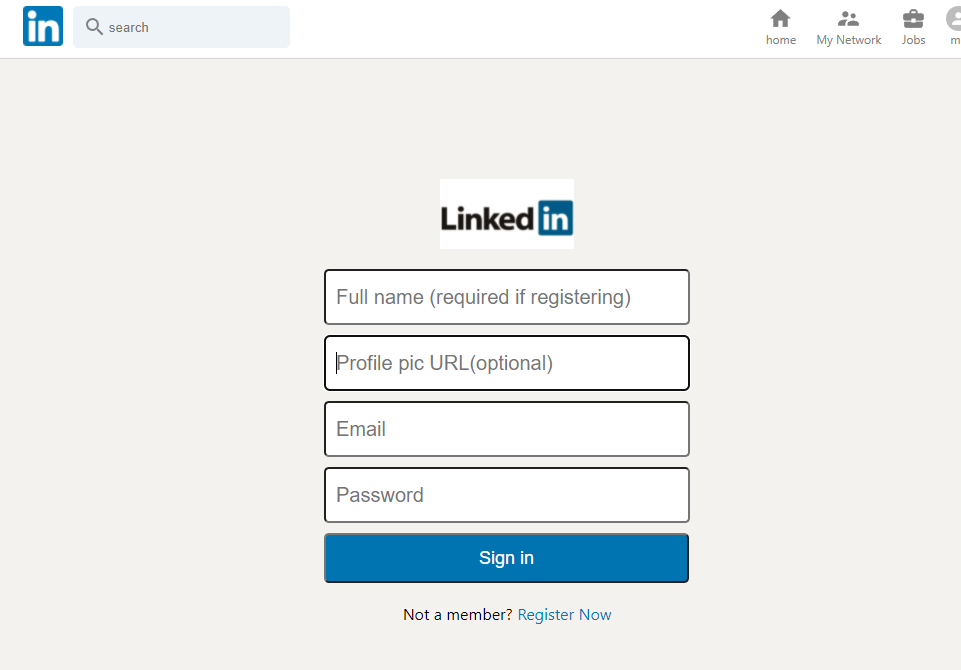 in search
home My Network Jobs m
Linked in
Full name (required if registering)
Profile pic URL(optional)
Email
Password
Sign in
Not a member? Register Now